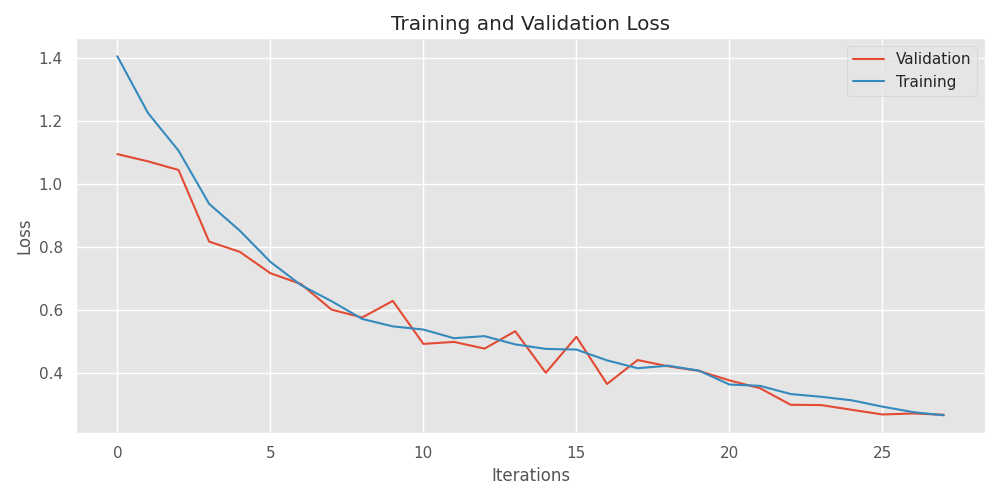 Training and Validation Loss
Validation
Training
Loss
1.4
1.2
1.0
0.8
0.6
0.4
0 5 10 15 20 25
Iterations